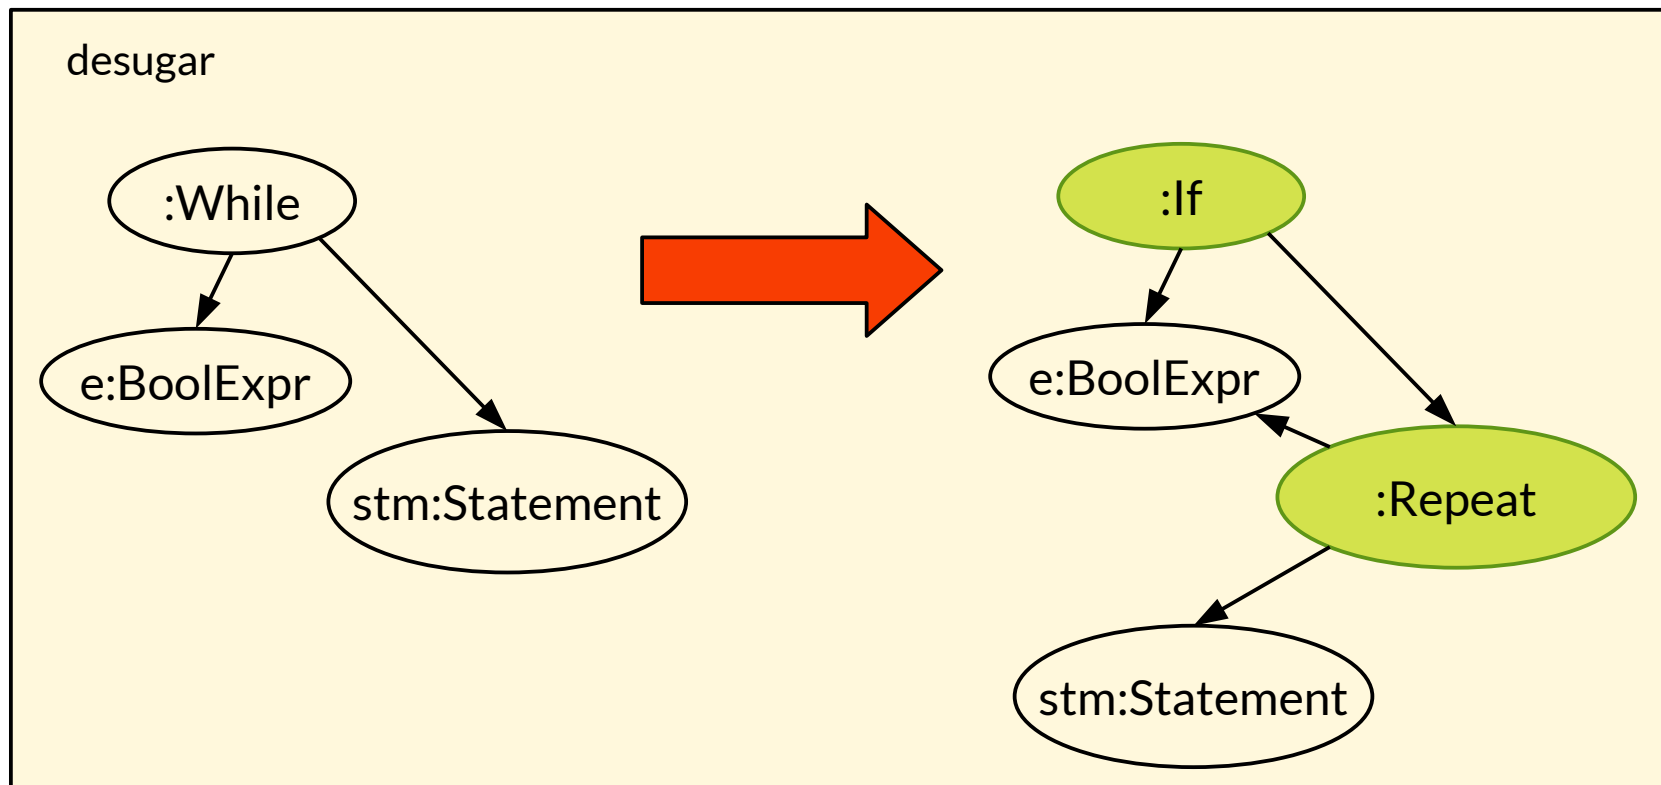 desugar
:While
e:BoolExpr
stm:Statement
:If
e:BoolExpr
:Repeat
stm:Statement